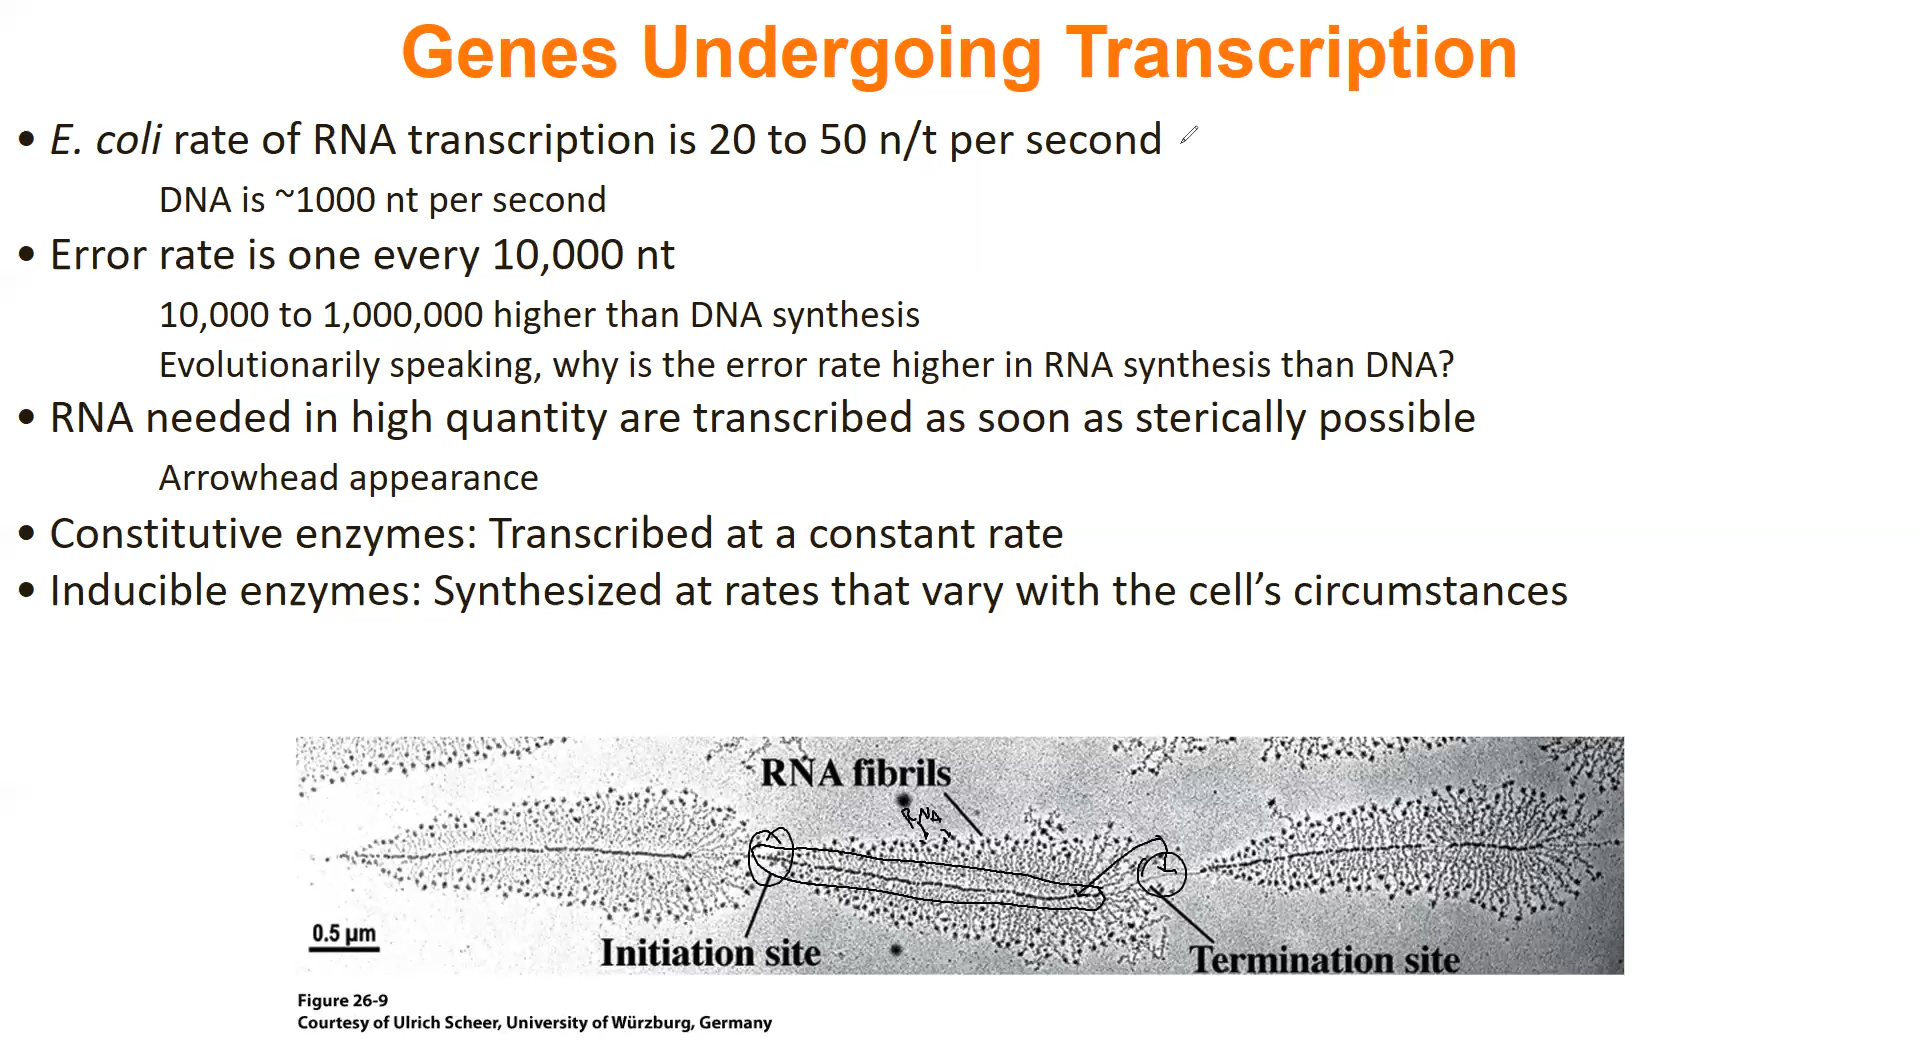 Genes Undergoing Transcription
• E. coli rate of RNA transcription is 20 to 50 n/t per second
DNA is ~1000 nt per second
• Error rate is one every 10,000 nt
10,000 to 1,000,000 higher than DNA synthesis
Evolutionarily speaking, why is the error rate higher in RNA synthesis than DNA?
• RNA needed in high quantity are transcribed as soon as sterically possible
Arrowhead appearance
• Constitutive enzymes: Transcribed at a constant rate
• Inducible enzymes: Synthesized at rates that vary with the cell's circumstances
RNA fibrils
RNA
0.5 µm
Initiation site
Termination site
Figure 26-9
Courtesy of Ulrich Scheer, University of Würzburg, Germany